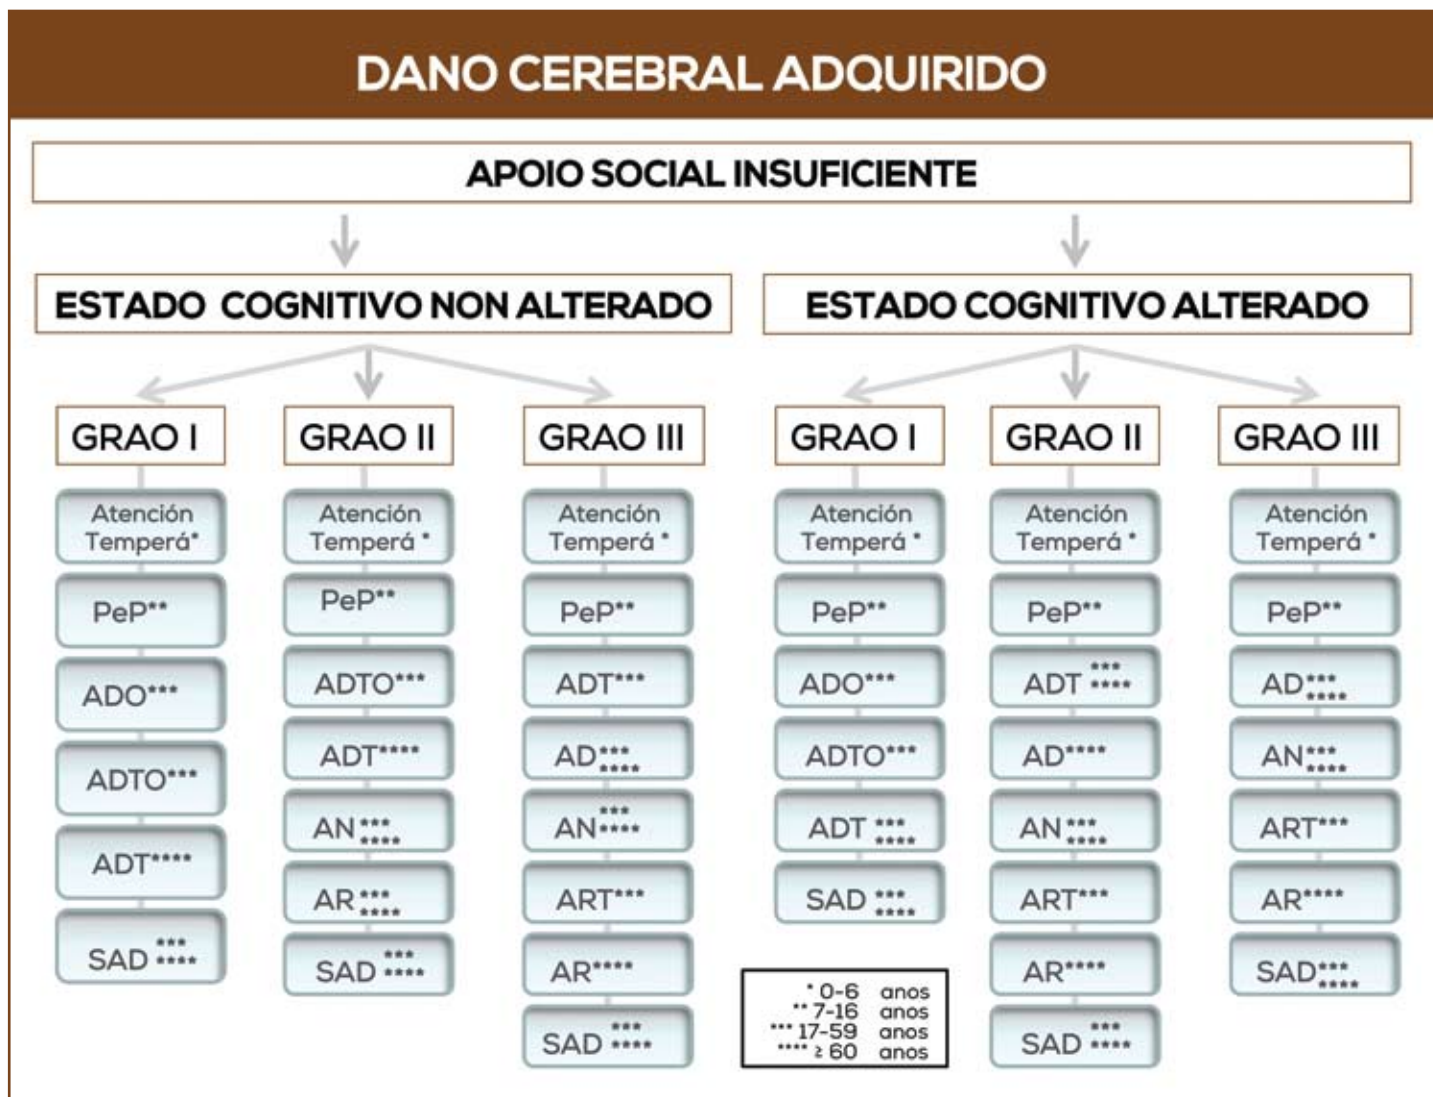 DANO CEREBRAL ADQUIRIDO
APOIO SOCIAL INSUFICIENTE
ESTADO COGNITIVO NON ALTERADO
GRAO I
Atención
Temperá*
PeP**
ADO***
ADTO***
ADT****
SAD ***
****
GRAO II
Atención
Temperá *
PeP**
ADTO***
ADT****
AN ***
****
AR ***
****
SAD ***
****
GRAO III
Atención
Temperá *
PeP**
ADT***
AD***
****
AN***
****
ART***
AR****
SAD ***
****
ESTADO COGNITIVO ALTERADO
GRAO I
Atención
Temperá *
PeP**
ADO***
ADTO***
ADT ***
****
SAD ***
****
GRAO II
Atención
Temperá *
PeP**
ADT ***
****
AD****
AN ***
****
ART***
AR****
SAD ***
****
GRAO III
Atención
Temperá *
PeP**
AD***
****
AN***
****
ART***
AR****
SAD***
****
* 0-6 anos
** 7-16 anos
*** 17-59 anos
**** ≥ 60 anos